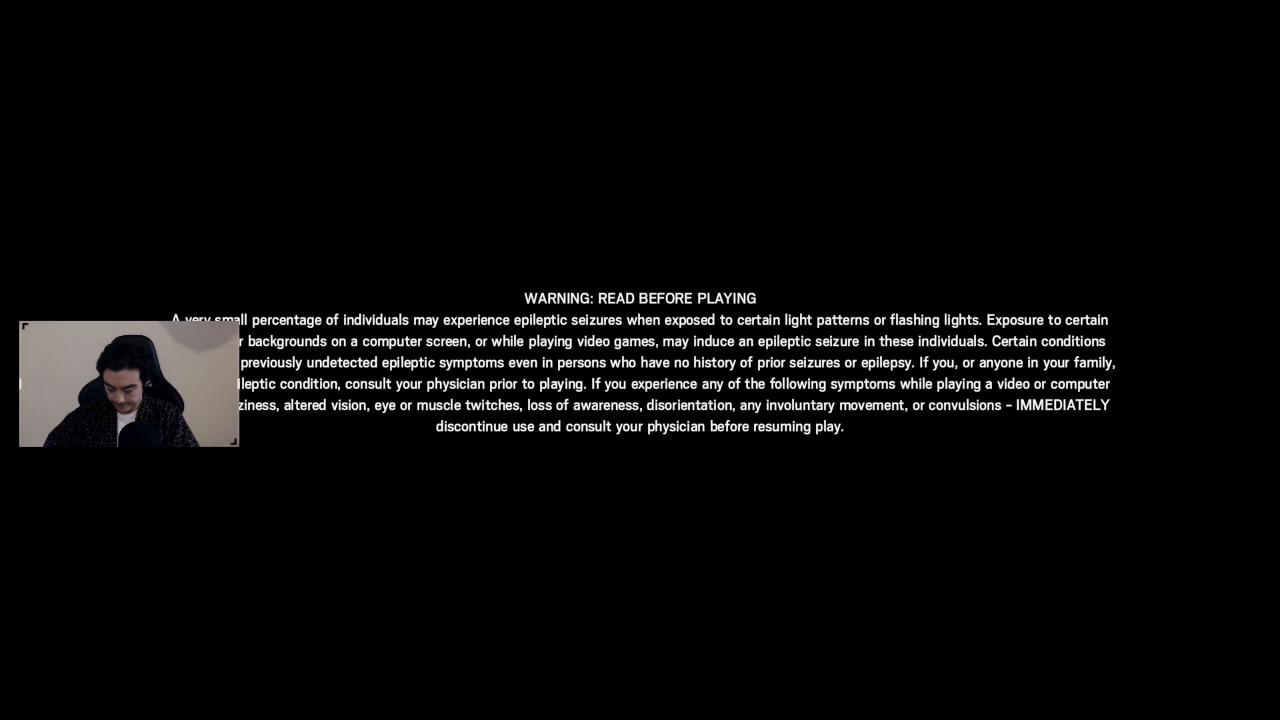 WARNING: READ BEFORE PLAYING
A very small percentage of individuals may experience epileptic seizures when exposed to certain light patterns or flashing lights. Exposure to certain
backgrounds on a computer screen, or while playing video games, may induce an epileptic seizure in these individuals. Certain conditions
previously undetected epileptic symptoms even in persons who have no history of prior seizures or epilepsy. If you, or anyone in your family,
condition, consult your physician prior to playing. If you experience any of the following symptoms while playing a video or computer
altered vision, eye or muscle twitches, loss of awareness, disorientation, any involuntary movement, or convulsions – IMMEDIATELY
discontinue use and consult your physician before resuming play.